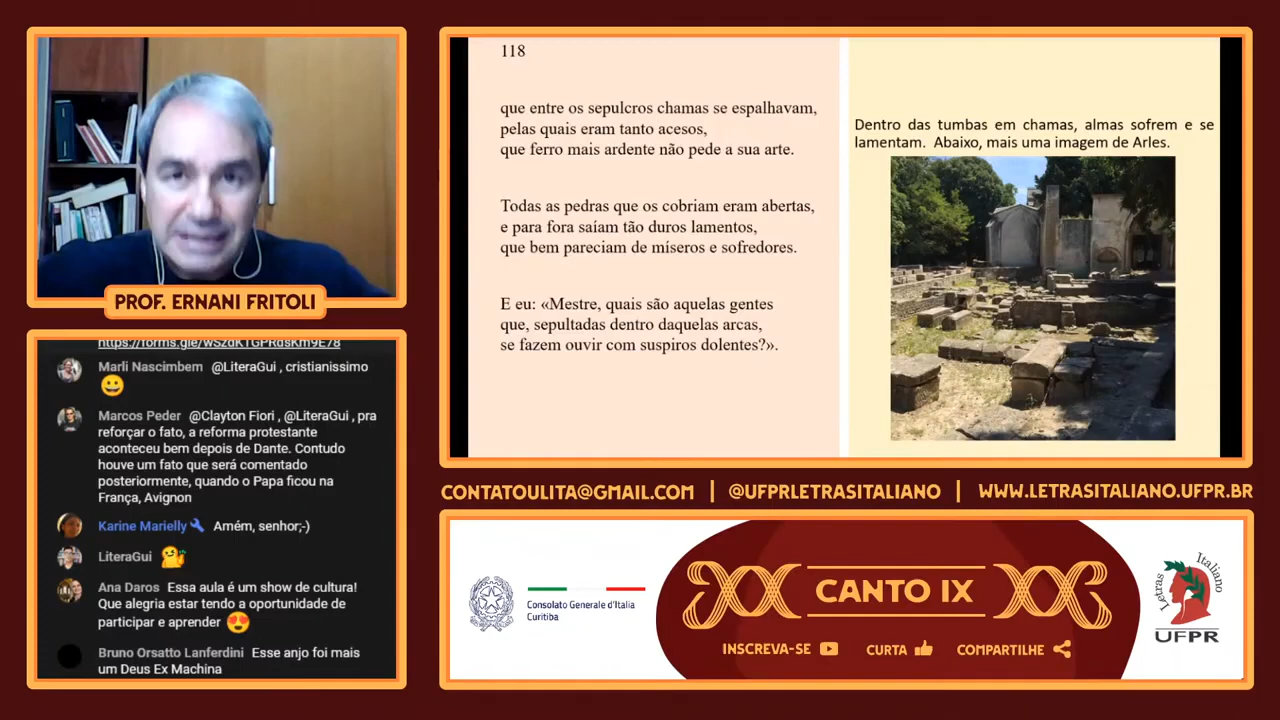 PROF. ERNANI FRITOLI
https://forms.gle/wSZdKTGPRdsKm9E78
Marli Nascimbem @LiteraGui , cristianissimo
Marcos Peder @Clayton Fiori , @LiteraGui , pra
reforçar o fato, a reforma protestante
aconteceu bem depois de Dante. Contudo
houve um fato que será comentado
posteriormente, quando o Papa ficou na
França, Avignon
Karine Marielly Amém, senhor;-)
LiteraGui
Ana Daros Essa aula é um show de cultura!
Que alegria estar tendo a oportunidade de
participar e aprender
Bruno Orsatto Lanferdini Esse anjo foi mais
um Deus Ex Machina
118
que entre os sepulcros chamas se espalhavam,
pelas quais eram tanto acesos,
que ferro mais ardente não pede a sua arte.
Todas as pedras que os cobriam eram abertas,
e para fora saíam tão duros lamentos,
que bem pareciam de míseros e sofredores.
E eu: «Mestre, quais são aquelas gentes
que, sepultadas dentro daquelas arcas,
se fazem ouvir com suspiros dolentes?».
Dentro das tumbas em chamas, almas sofrem e se
lamentam. Abaixo, mais uma imagem de Arles.
CONTATOULITA@GMAIL.COM | @UFPRLETRASITALIANO | WWW.LETRASITALIANO.UFPR.BR
Consolato Generale d'Italia
Curitiba
CANTO IX
INSCREVA-SE CURTA COMPARTILHE
Letras Italiano
UFPR